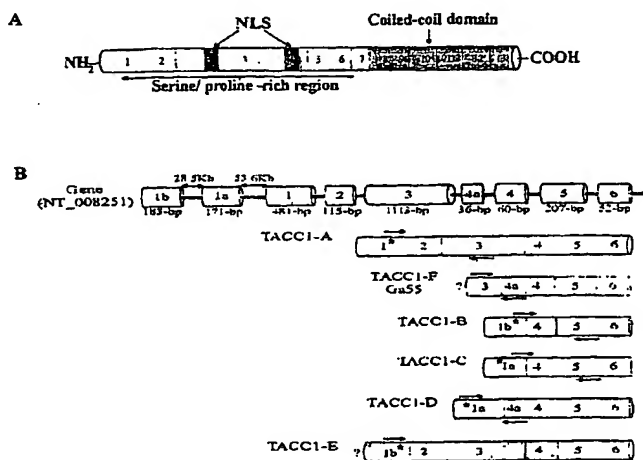 A
NLS
Coiled-coil domain
NH2
1 2 5 6 7
COOH
Serine/ proline -rich region
B
28.5Kb 53.6Kb
Gene
(NT_008251)
1b 1a 1 2 3 4a 4 5 6
185-bp 171-bp 481-bp 115-bp 1113-bp 36-bp 60-bp 207-bp 52-bp
TACC1-A
1* 2 3 4 5 6
TACC1-F
Ga55
? 3 4a 4 5 6
TACC1-B
1b* 4 5 6
TACC1-C
*1a 4 5 6
TACC1-D
*1a 4a 4 5 6
TACC1-E
? 1b* 2 3 4 5 6